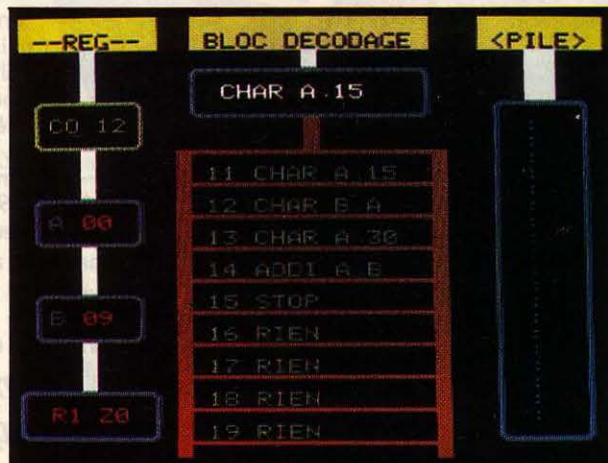 --REG--
BLOC DECODAGE
<PILE>
CHAR A.15
CO 12
A 00
B 09
R1 Z0
11 CHAR A.15
12 CHAR B A
13 CHAR A.30
14 ADDI A B
15 STOP
16 RIEN
17 RIEN
18 RIEN
19 RIEN